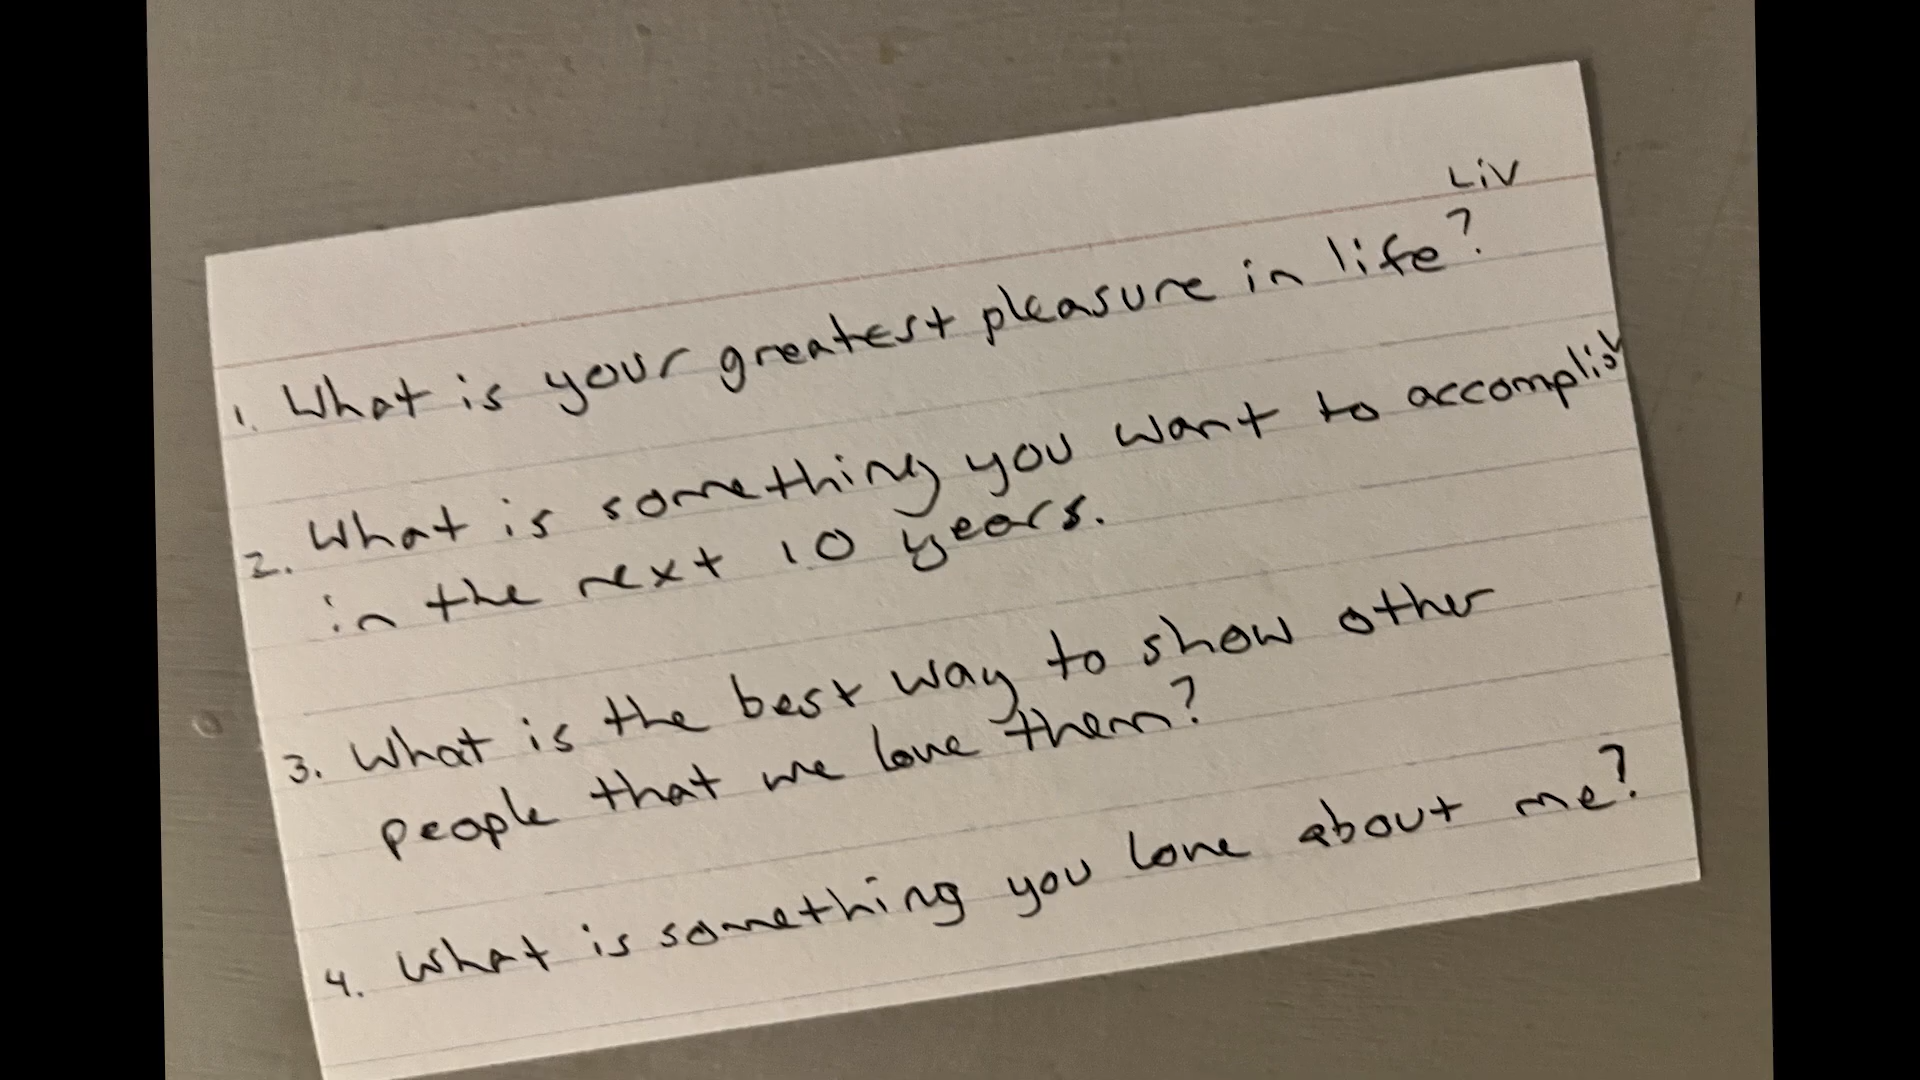 Liv
1. What is your greatest pleasure in life?
2. What is something you want to accomplish
in the next 10 years.
3. What is the best way to show other
people that we love them?
4. What is something you love about me?